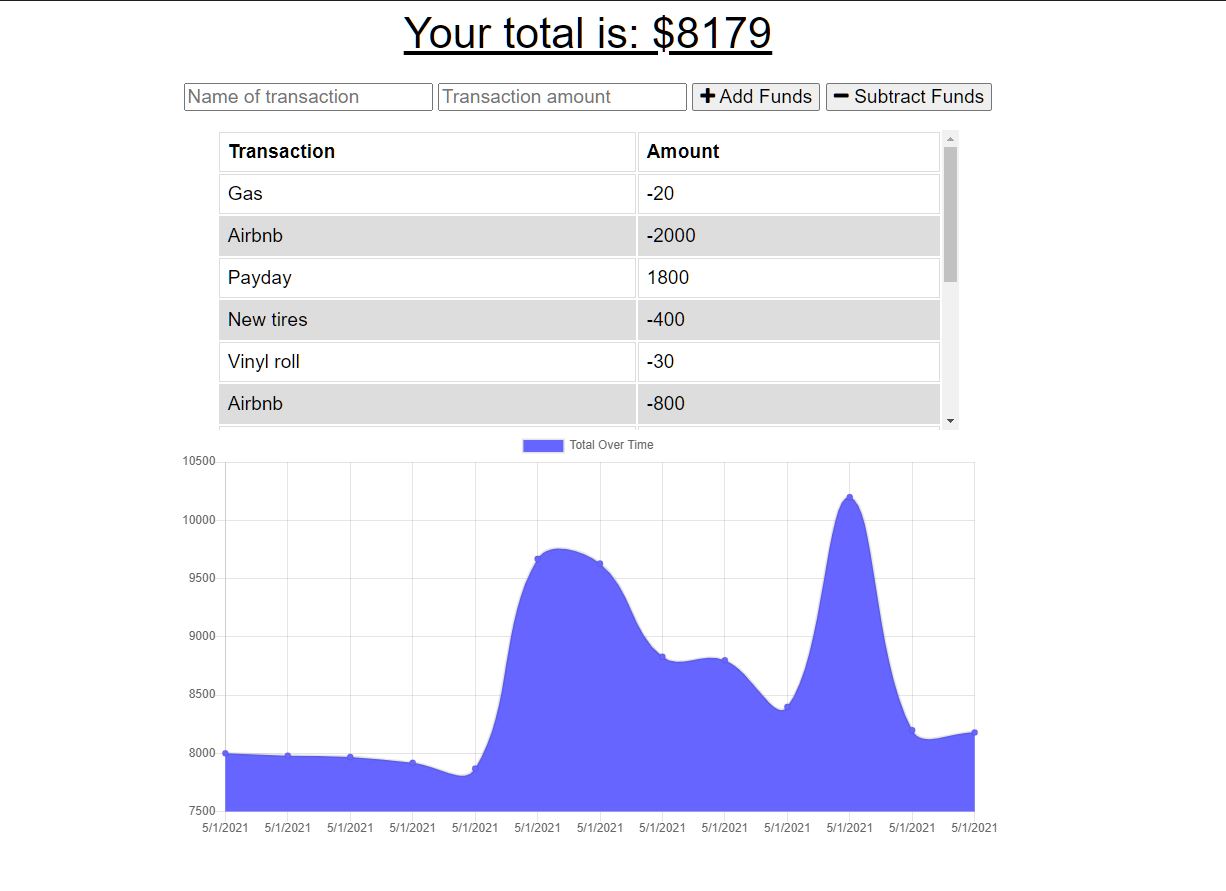 Your total is: $8179
Name of transaction Transaction amount + Add Funds − Subtract Funds
Transaction Amount
Gas -20
Airbnb -2000
Payday 1800
New tires -400
Vinyl roll -30
Airbnb -800
Total Over Time
10500
10000
9500
9000
8500
8000
7500
5/1/2021 5/1/2021 5/1/2021 5/1/2021 5/1/2021 5/1/2021 5/1/2021 5/1/2021 5/1/2021 5/1/2021 5/1/2021 5/1/2021 5/1/2021